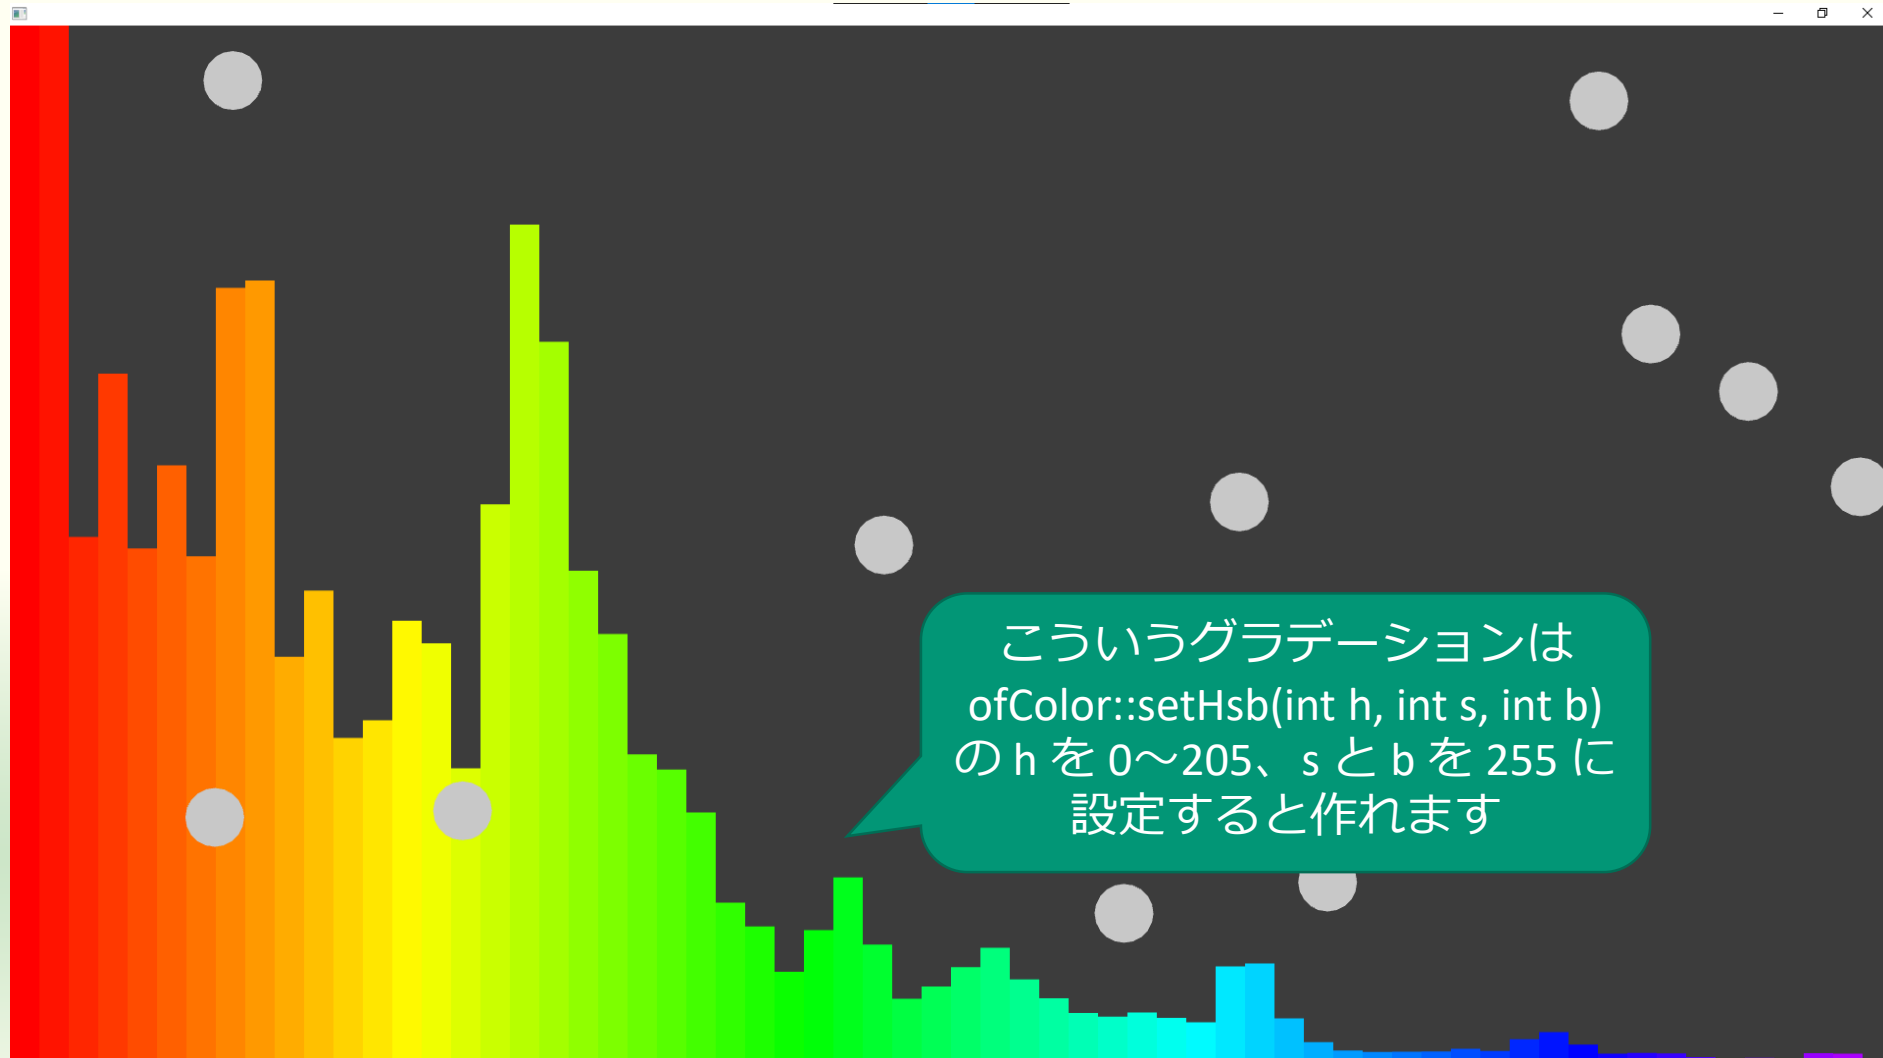 こういうグラデーションは
ofColor::setHsb(int h, int s, int b)
の h を 0～205、s と b を 255 に
設定すると作れます